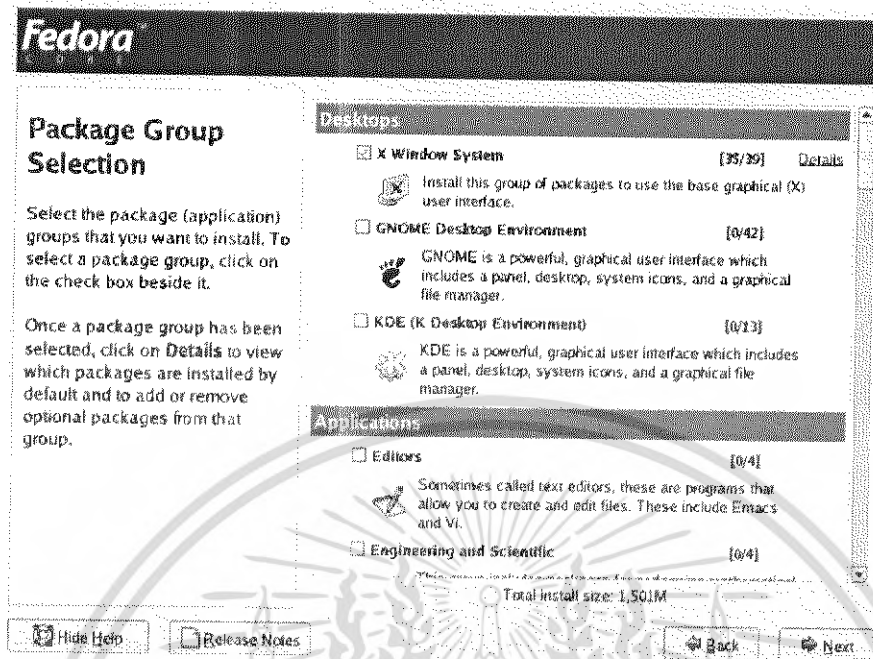 Fedora
CORE
Package Group
Selection
Select the package (application)
groups that you want to install. To
select a package group, click on
the check box beside it.
Once a package group has been
selected, click on Details to view
which packages are installed by
default and to add or remove
optional packages from that
group.
Desktops
X Window System [35/39] Details
Install this group of packages to use the base graphical (X)
user interface.
GNOME Desktop Environment [0/42]
GNOME is a powerful, graphical user interface which
includes a panel, desktop, system icons, and a graphical
file manager.
KDE (K Desktop Environment) [0/13]
KDE is a powerful, graphical user interface which includes
a panel, desktop, system icons, and a graphical file
manager.
Applications
Editors [0/4]
Sometimes called text editors, these are programs that
allow you to create and edit files. These include Emacs
and Vi.
Engineering and Scientific [0/4]
Total install size: 1,501M
Hide Help Release Notes Back Next